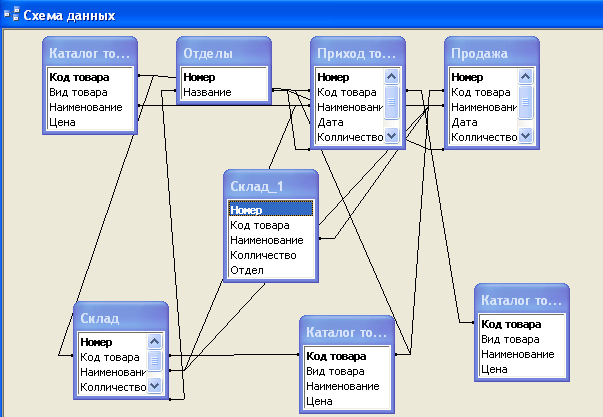 Схема данных
Каталог то...
Код товара
Вид товара
Наименование
Цена
Отделы
Номер
Название
Приход то...
Номер
Код товара
Наименовани
Дата
Колличество
Продажа
Номер
Код товара
Наименовани
Дата
Колличество
Склад_1
Номер
Код товара
Наименование
Колличество
Отдел
Склад
Номер
Код товара
Наименовани
Колличество
Каталог то...
Код товара
Вид товара
Наименование
Цена
Каталог то...
Код товара
Вид товара
Наименование
Цена